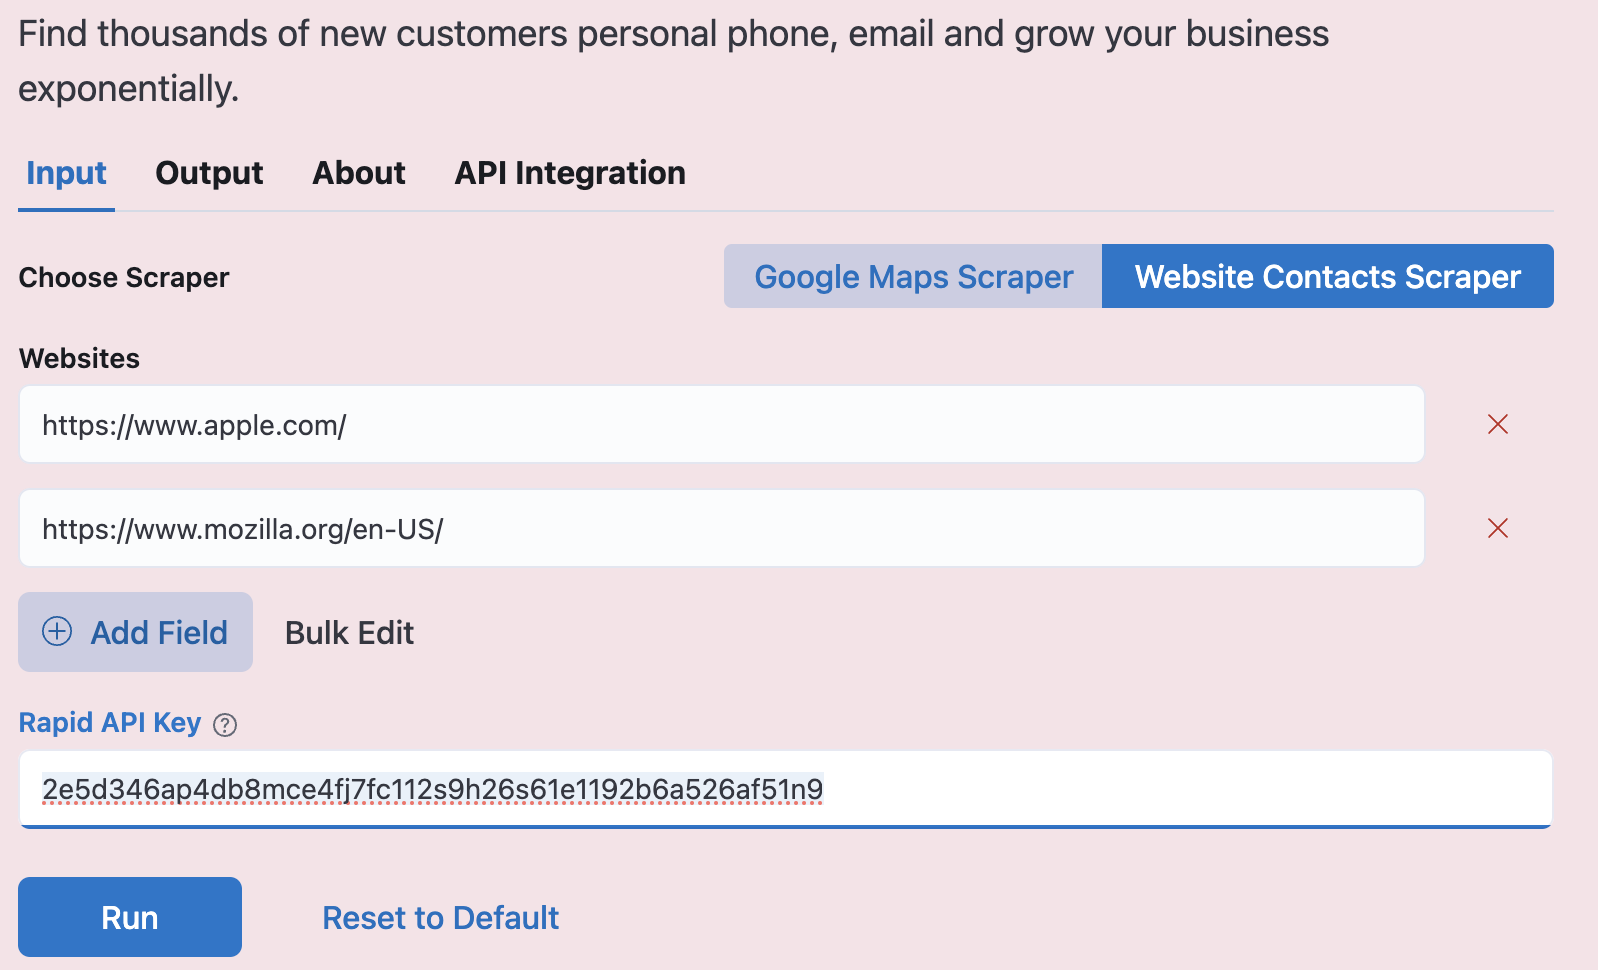 Find thousands of new customers personal phone, email and grow your business
exponentially.
Input Output About API Integration
Choose Scraper Google Maps Scraper Website Contacts Scraper
Websites
https://www.apple.com/
https://www.mozilla.org/en-US/
Add Field Bulk Edit
Rapid API Key
2e5d346ap4db8mce4fj7fc112s9h26s61e1192b6a526af51n9
Run Reset to Default